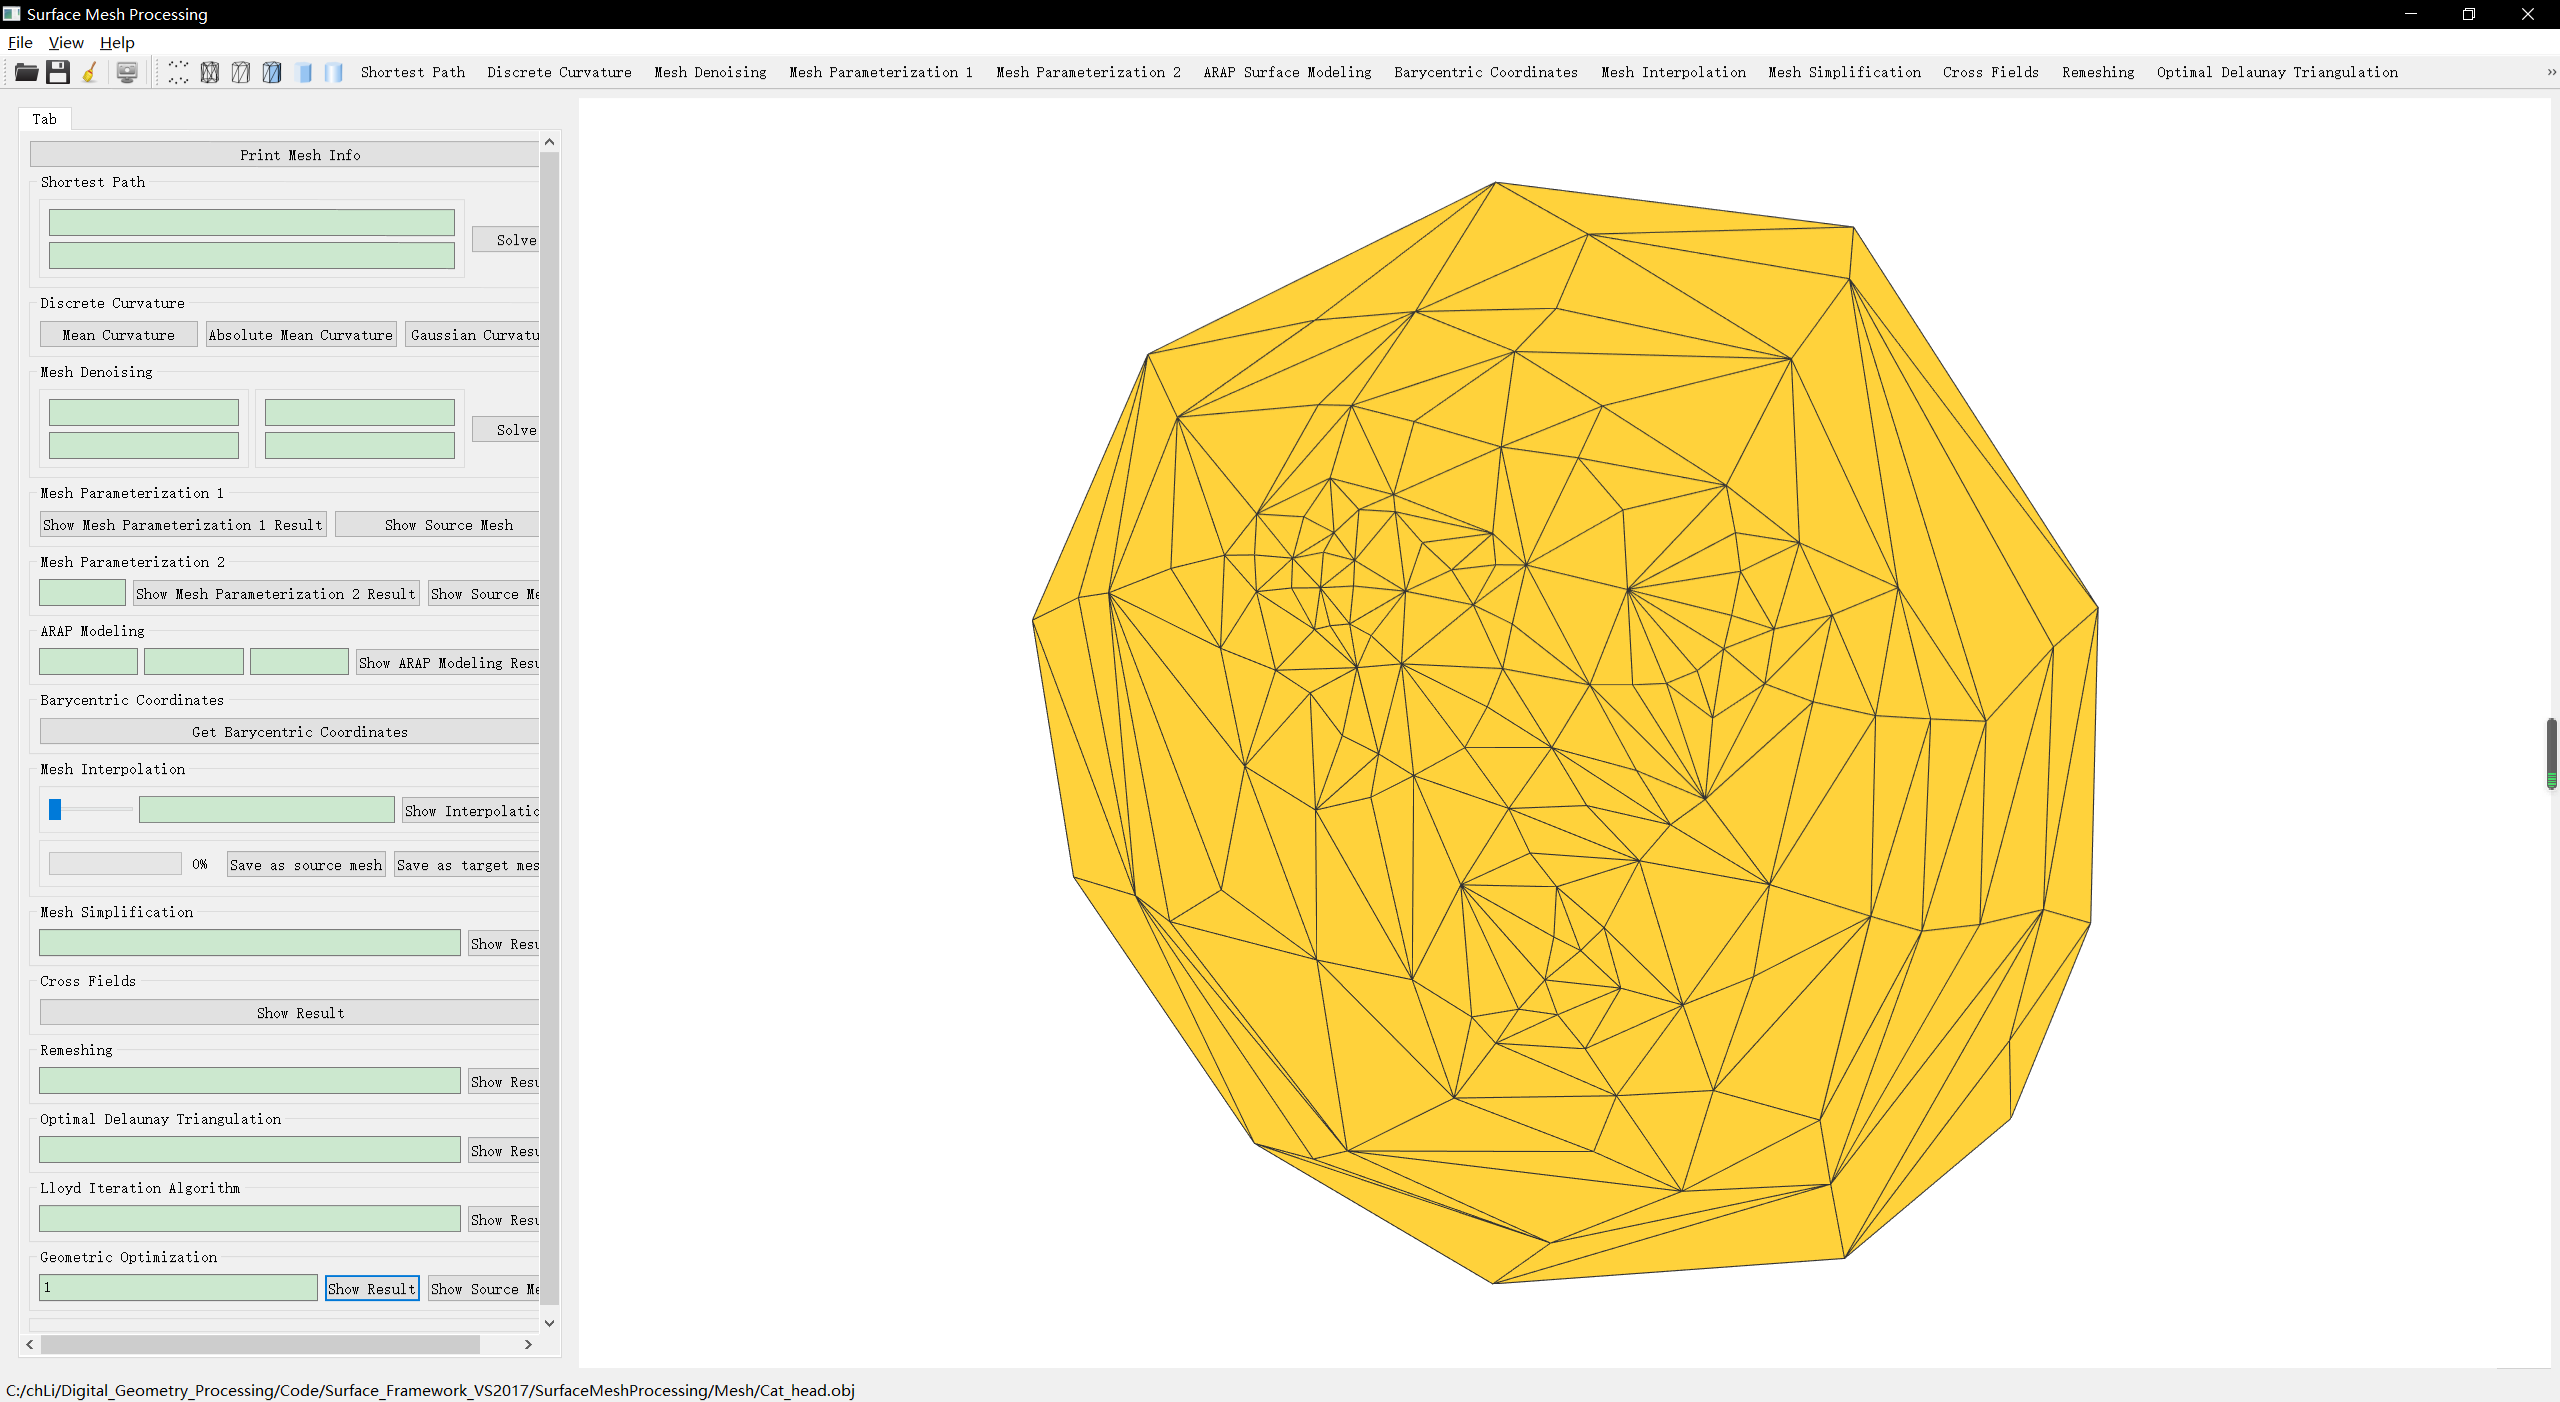 Surface Mesh Processing
File View Help
Shortest Path Discrete Curvature Mesh Denoising Mesh Parameterization 1 Mesh Parameterization 2 ARAP Surface Modeling Barycentric Coordinates Mesh Interpolation Mesh Simplification Cross Fields Remeshing Optimal Delaunay Triangulation »
Tab
Print Mesh Info
Shortest Path
Solve
Discrete Curvature
Mean Curvature Absolute Mean Curvature Gaussian Curvatu
Mesh Denoising
Solve
Mesh Parameterization 1
Show Mesh Parameterization 1 Result Show Source Mesh
Mesh Parameterization 2
Show Mesh Parameterization 2 Result Show Source Me
ARAP Modeling
Show ARAP Modeling Resu
Barycentric Coordinates
Get Barycentric Coordinates
Mesh Interpolation
Show Interpolatio
0% Save as source mesh Save as target mes
Mesh Simplification
Show Resu
Cross Fields
Show Result
Remeshing
Show Resu
Optimal Delaunay Triangulation
Show Resu
Lloyd Iteration Algorithm
Show Resu
Geometric Optimization
1 Show Result Show Source Me
C:/chLi/Digital_Geometry_Processing/Code/Surface_Framework_VS2017/SurfaceMeshProcessing/Mesh/Cat_head.obj